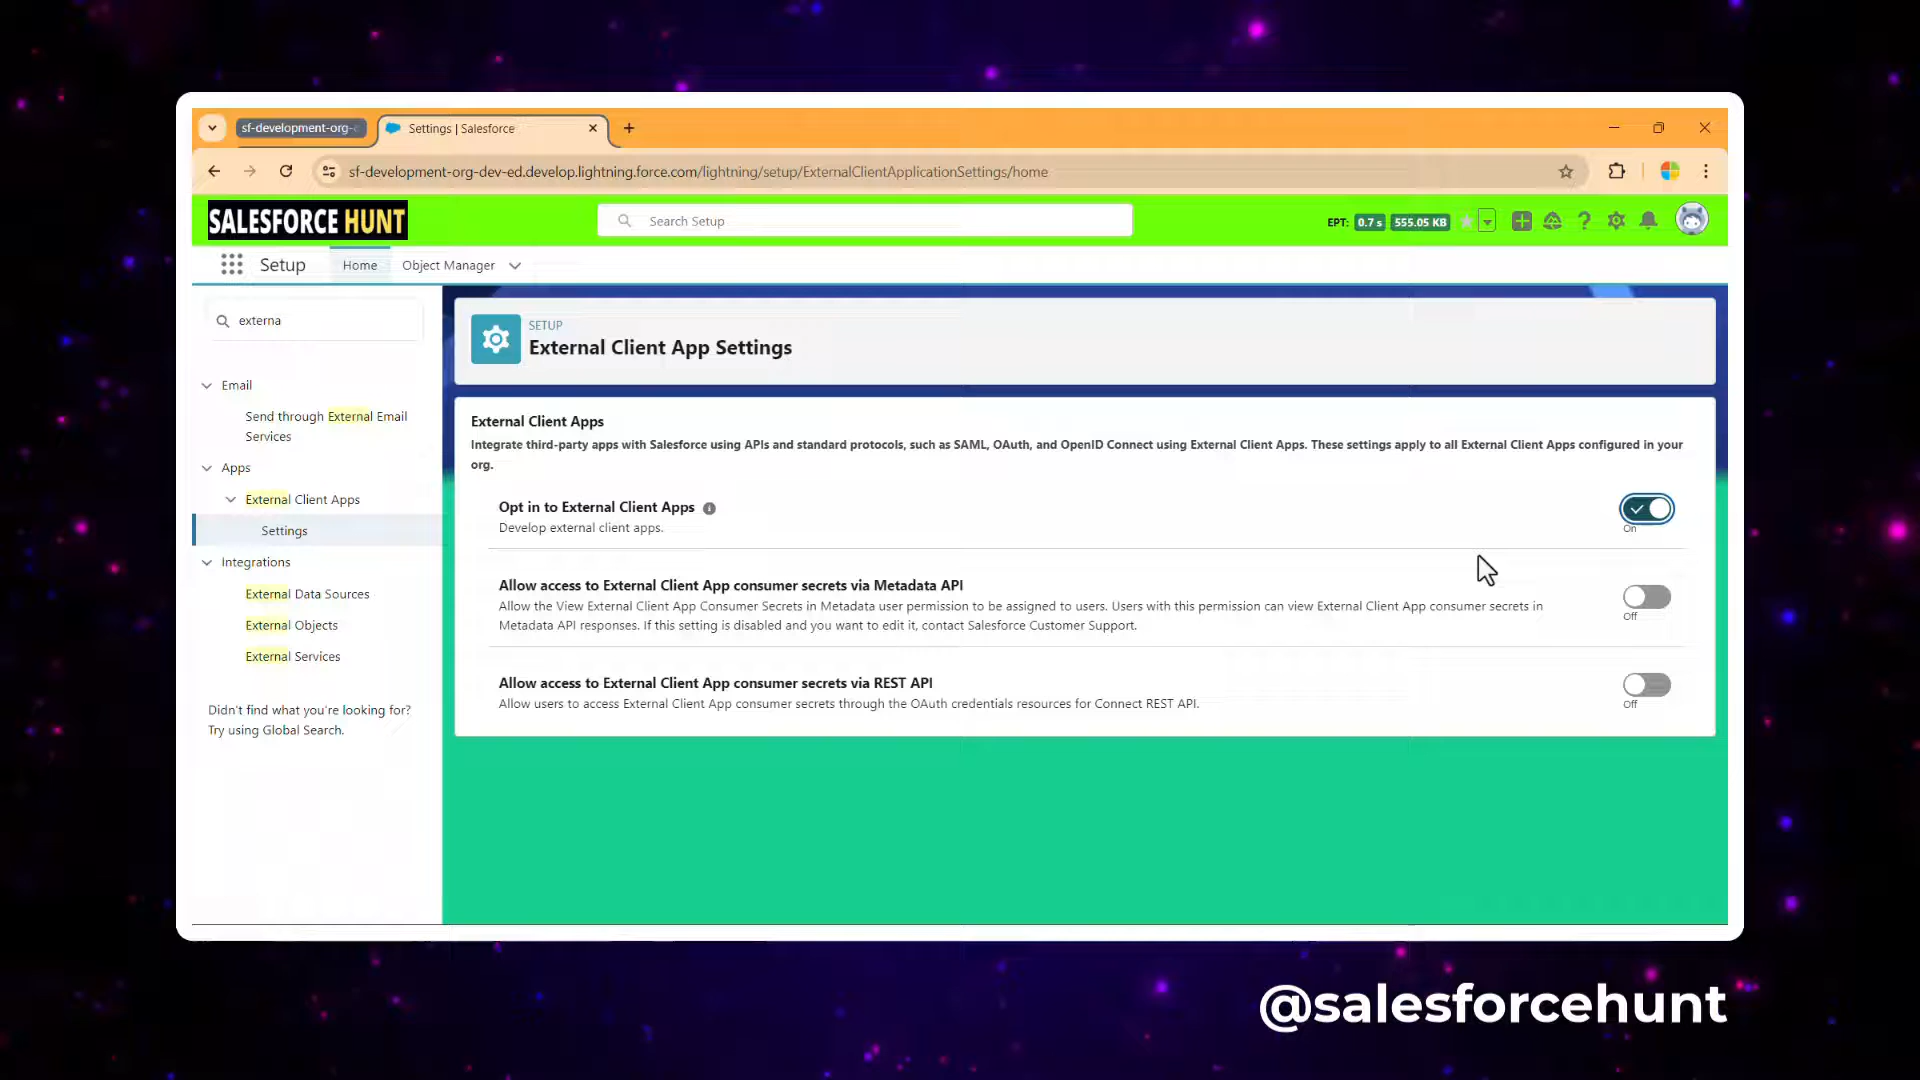 sf-development-org-
Settings | Salesforce
sf-development-org-dev-ed.develop.lightning.force.com/lightning/setup/ExternalClientApplicationSettings/home
SALESFORCE HUNT
Search Setup
EPT: 0.7 s 555.05 KB
Setup
Home
Object Manager
externa
Email
Send through External Email
Services
Apps
External Client Apps
Settings
Integrations
External Data Sources
External Objects
External Services
Didn't find what you're looking for?
Try using Global Search.
SETUP
External Client App Settings
External Client Apps
Integrate third-party apps with Salesforce using APIs and standard protocols, such as SAML, OAuth, and OpenID Connect using External Client Apps. These settings apply to all External Client Apps configured in your
org.
Opt in to External Client Apps
Develop external client apps.
On
Allow access to External Client App consumer secrets via Metadata API
Allow the View External Client App Consumer Secrets in Metadata user permission to be assigned to users. Users with this permission can view External Client App consumer secrets in
Metadata API responses. If this setting is disabled and you want to edit it, contact Salesforce Customer Support.
Off
Allow access to External Client App consumer secrets via REST API
Allow users to access External Client App consumer secrets through the OAuth credentials resources for Connect REST API.
Off
@salesforcehunt